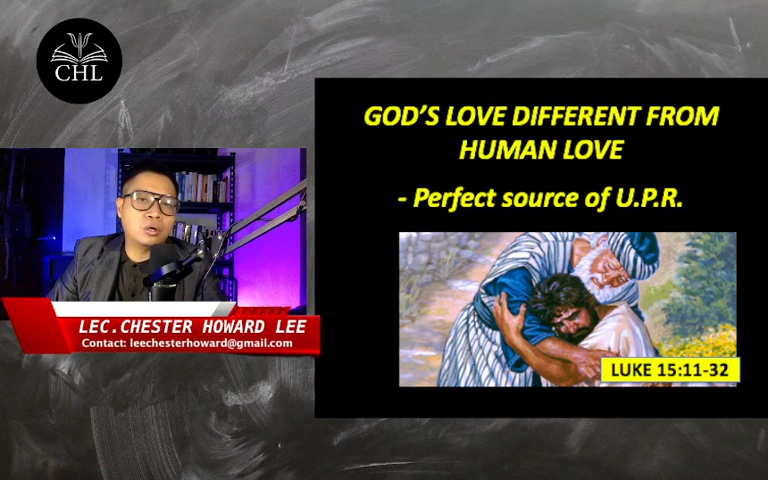 CHL
GOD'S LOVE DIFFERENT FROM
HUMAN LOVE
- Perfect source of U.P.R.
LUKE 15:11-32
LEC.CHESTER HOWARD LEE
Contact: leechesterhoward@gmail.com